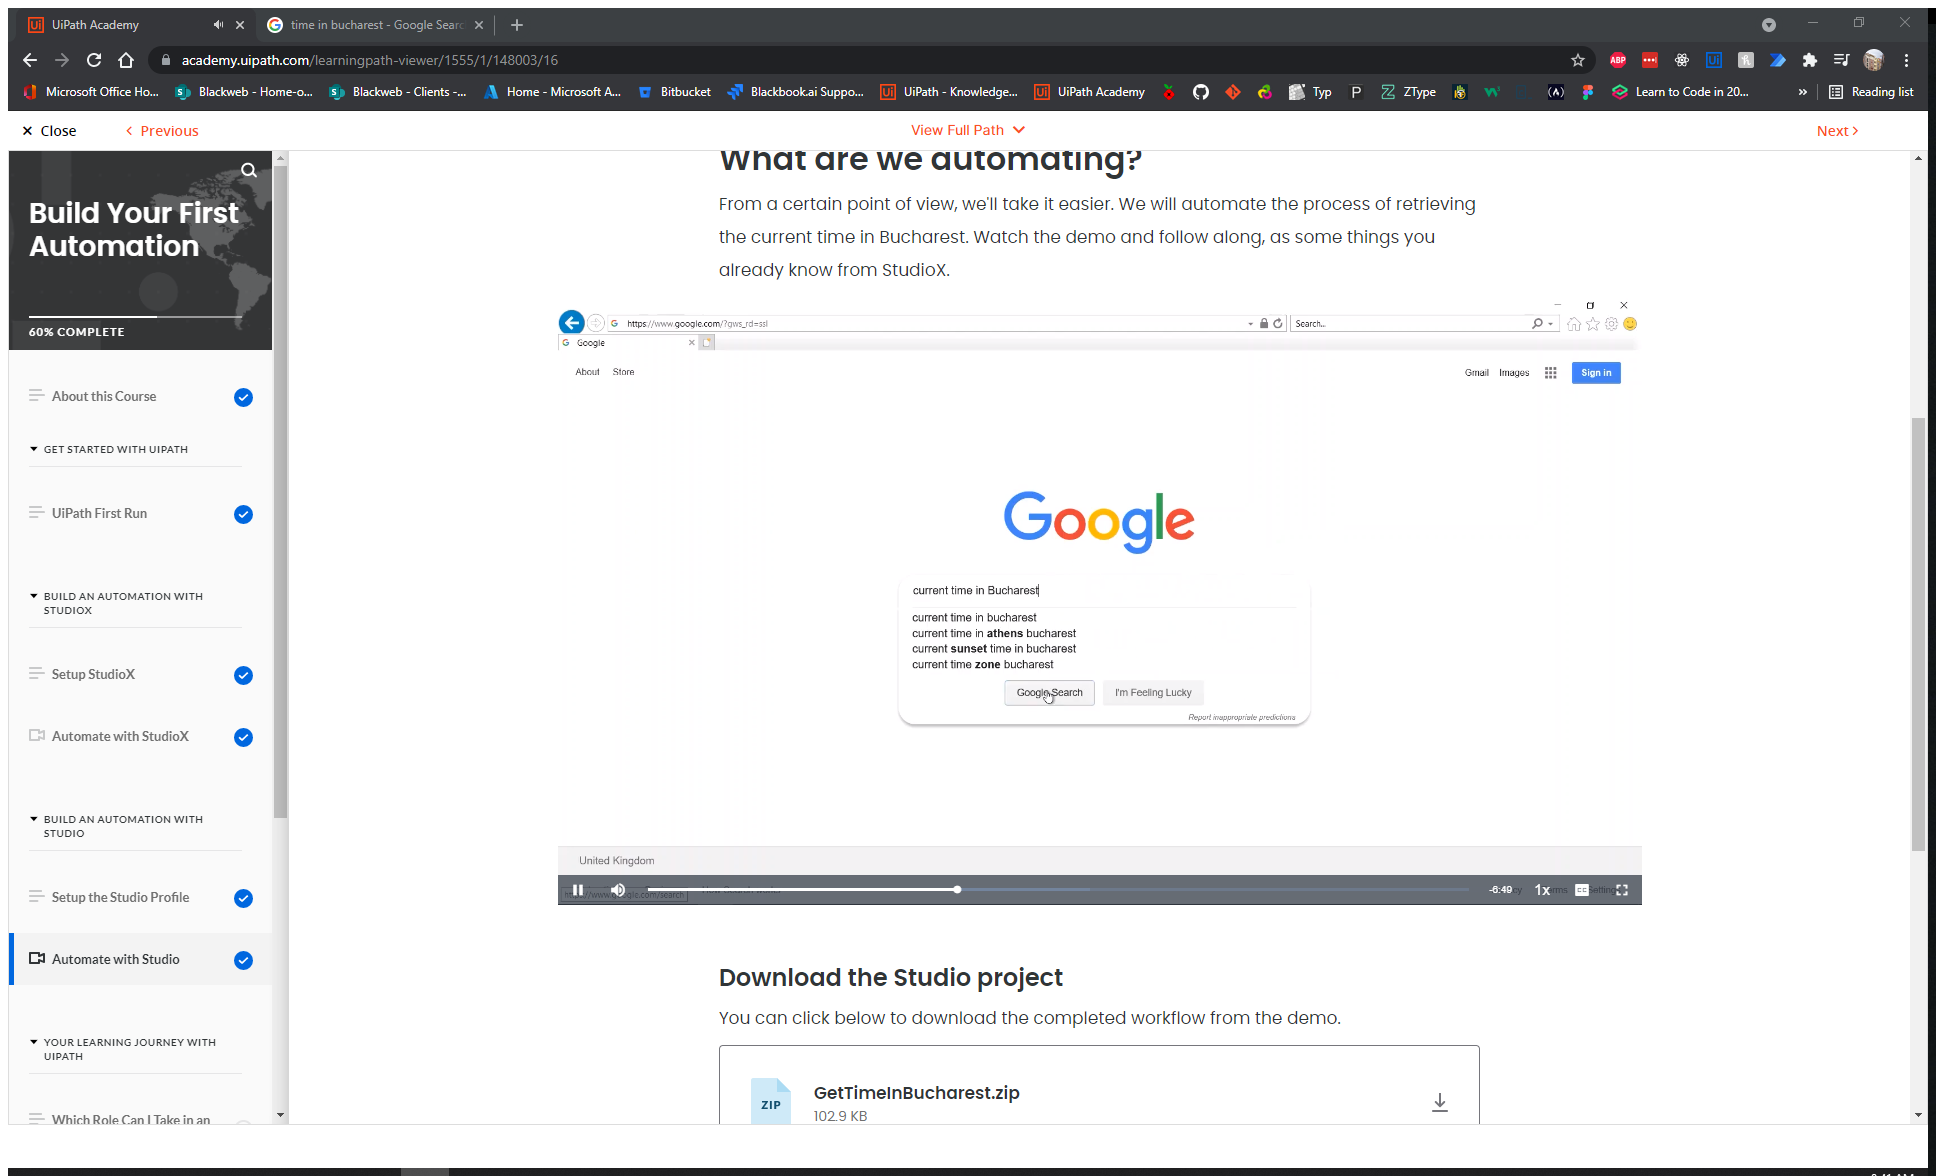 UiPath Academy
time in bucharest - Google Searc
academy.uipath.com/learningpath-viewer/1555/1/148003/16
ABP
Microsoft Office Ho...
Blackweb - Home-o...
Blackweb - Clients -...
Home - Microsoft A...
Bitbucket
Blackbook.ai Suppo...
UiPath - Knowledge...
UiPath Academy
Typ
ZType
Learn to Code in 20...
»
Reading list
Close
Previous
View Full Path
Next
Build Your First
Automation
60% COMPLETE
About this Course
GET STARTED WITH UIPATH
UiPath First Run
BUILD AN AUTOMATION WITH
STUDIOX
Setup StudioX
Automate with StudioX
BUILD AN AUTOMATION WITH
STUDIO
Setup the Studio Profile
Automate with Studio
YOUR LEARNING JOURNEY WITH
UIPATH
Which Role Can I Take in an
What are we automating?
From a certain point of view, we'll take it easier. We will automate the process of retrieving
the current time in Bucharest. Watch the demo and follow along, as some things you
already know from StudioX.
https://www.google.com/?gws_rd=ssl
Search...
Google
About Store
Gmail Images
Sign in
Google
current time in Bucharest
current time in bucharest
current time in athens bucharest
current sunset time in bucharest
current time zone bucharest
Google Search
I'm Feeling Lucky
Report inappropriate predictions
United Kingdom
https://www.google.com/search
-6:49
1x
CC
Download the Studio project
You can click below to download the completed workflow from the demo.
ZIP
GetTimeInBucharest.zip
102.9 KB